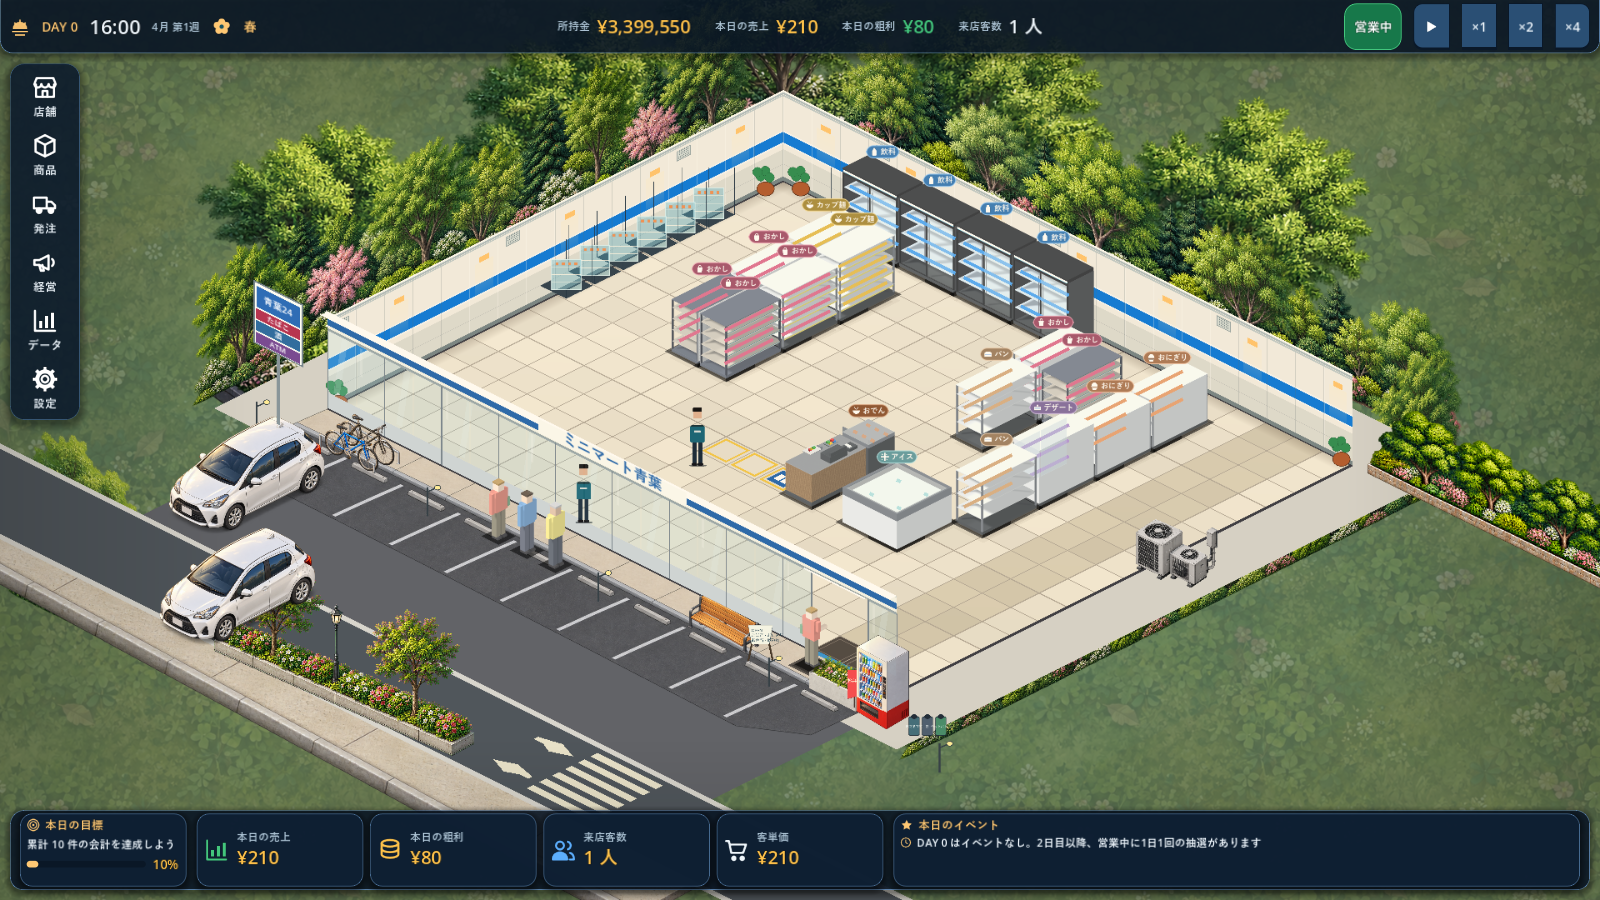 DAY 0 16:00 4月 第1週 春
所持金 ¥3,399,550 本日の売上 ¥210 本日の粗利 ¥80 来店客数 1 人
営業中 ×1 ×2 ×4
店舗
商品
発注
経営
データ
設定
飲料
飲料
飲料
飲料
カップ麺
カップ麺
おかし
おかし
おかし
おかし
おかし
おかし
パン
おにぎり
おにぎり
デザート
パン
おでん
アイス
青葉24
たばこ
酒
ATM
ミニマート青葉
本日の目標
累計 10 件の会計を達成しよう
10%
本日の売上
¥210
本日の粗利
¥80
来店客数
1 人
客単価
¥210
本日のイベント
DAY 0 はイベントなし。2日目以降、営業中に1日1回の抽選があります